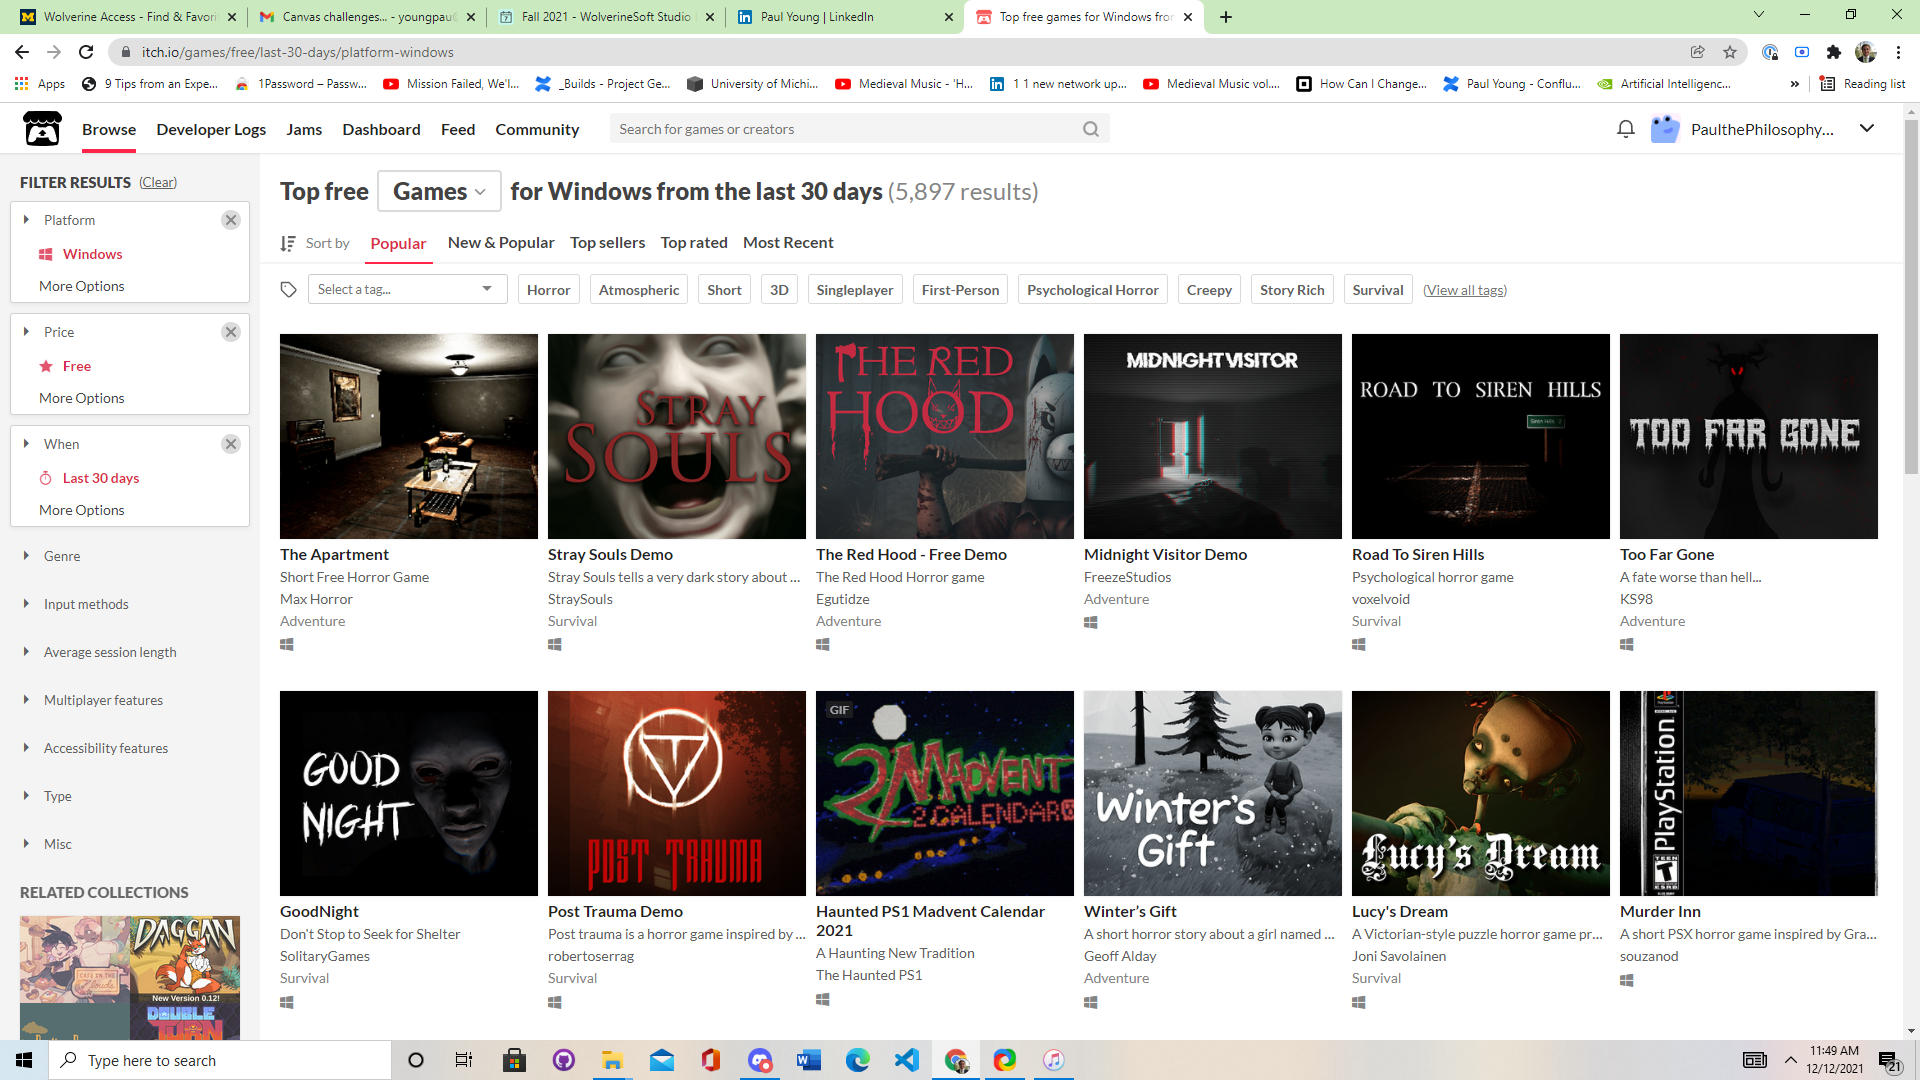 Wolverine Access - Find & Favori
Canvas challenges... - youngpau
Fall 2021 - WolverineSoft Studio
Paul Young | LinkedIn
Top free games for Windows from
itch.io/games/free/last-30-days/platform-windows
Apps
9 Tips from an Expe...
1Password – Passw...
Mission Failed, We'l...
_Builds - Project Ge...
University of Michi...
Medieval Music - 'H...
1 1 new network up...
Medieval Music vol....
How Can I Change...
Paul Young - Conflu...
Artificial Intelligenc...
»
Reading list
Browse
Developer Logs
Jams
Dashboard
Feed
Community
Search for games or creators
PaulthePhilosophy...
FILTER RESULTS (Clear)
Platform
Windows
More Options
Price
Free
More Options
When
Last 30 days
More Options
Genre
Input methods
Average session length
Multiplayer features
Accessibility features
Type
Misc
RELATED COLLECTIONS
CAFE IN THE
Clouds
DAGGAN
New Version 0.12!
DOUBLE
TURN
Top free Games for Windows from the last 30 days (5,897 results)
Sort by
Popular
New & Popular
Top sellers
Top rated
Most Recent
Select a tag...
Horror
Atmospheric
Short
3D
Singleplayer
First-Person
Psychological Horror
Creepy
Story Rich
Survival
(View all tags)
The Apartment
Short Free Horror Game
Max Horror
Adventure
STRAY
SOULS
Stray Souls Demo
Stray Souls tells a very dark story about ...
StraySouls
Survival
THE RED
HOOD
The Red Hood - Free Demo
The Red Hood Horror game
Egutidze
Adventure
MIDNIGHT VISITOR
Midnight Visitor Demo
FreezeStudios
Adventure
ROAD TO SIREN HILLS
Siren Hills 2
Road To Siren Hills
Psychological horror game
voxelvoid
Survival
TOO FAR GONE
Too Far Gone
A fate worse than hell...
KS98
Adventure
GOOD
NIGHT
GoodNight
Don't Stop to Seek for Shelter
SolitaryGames
Survival
POST TRAUMA
Post Trauma Demo
Post trauma is a horror game inspired by ...
robertoserrag
Survival
GIF
MADVENT
CALENDAR
Haunted PS1 Madvent Calendar
2021
A Haunting New Tradition
The Haunted PS1
Winter's
Gift
Winter’s Gift
A short horror story about a girl named ...
Geoff Alday
Adventure
Lucy's Dream
Lucy's Dream
A Victorian-style puzzle horror game pr...
Joni Savolainen
Survival
PlayStation
TEEN
T
ESRB
Murder Inn
A short PSX horror game inspired by Gra...
souzanod
Type here to search
11:49 AM
12/12/2021
21